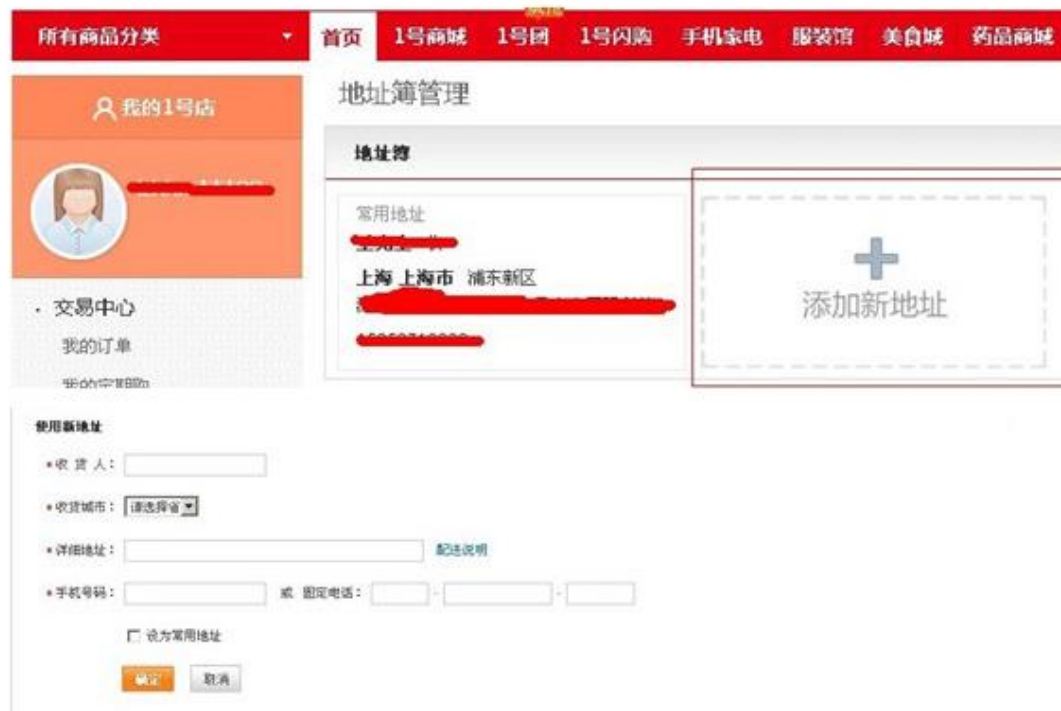 所有商品分类 首页 1号商城 1号团 1号闪购 手机家电 服装馆 美食城 药品商城
我的1号店
地址簿管理
地址簿
常用地址
上海 上海市 浦东新区
添加新地址
· 交易中心
我的订单
我的定期购
使用新地址
*收 货 人：
*收货城市： 请选择省
*详细地址： 配送说明
*手机号码： 或 固定电话： - -
设为常用地址
确定 取消